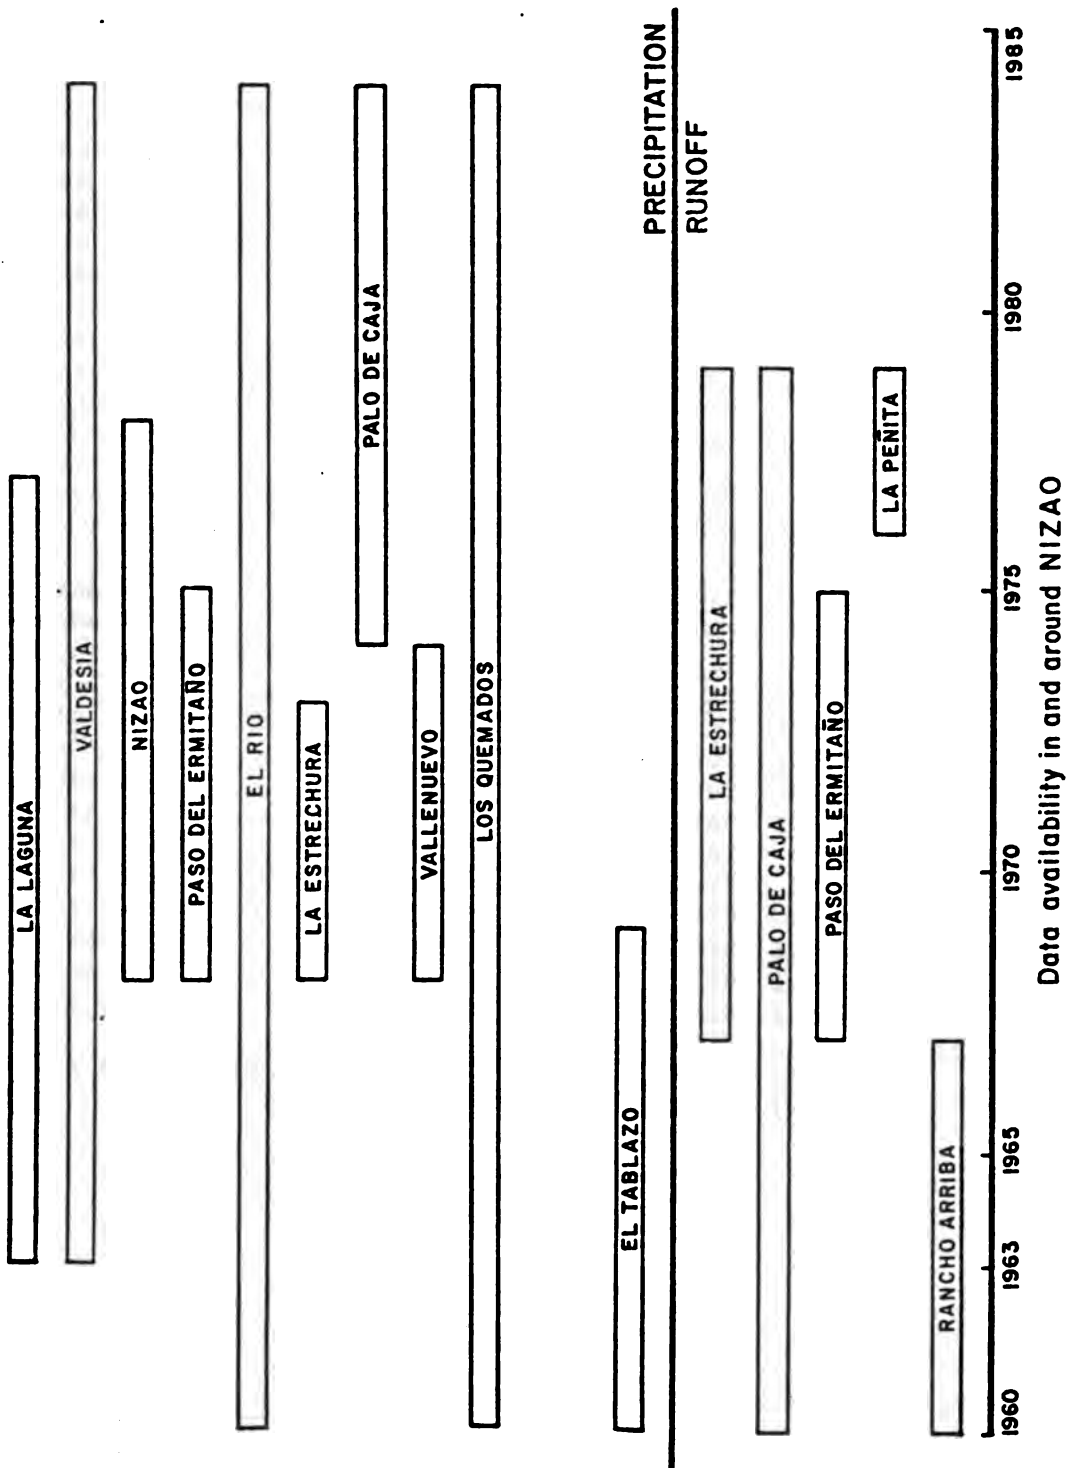 LA LAGUNA
VALDESIA
NIZAO
PASO DEL ERMITAÑO
EL RIO
LA ESTRECHURA
PALO DE CAJA
VALLENUEVO
LOS QUEMADOS
EL TABLAZO
PRECIPITATION
RUNOFF
LA ESTRECHURA
PALO DE CAJA
PASO DEL ERMITAÑO
LA PEÑITA
RANCHO ARRIBA
1960 1963 1965 1970 1975 1980 1985
Data availability in and around NIZAO